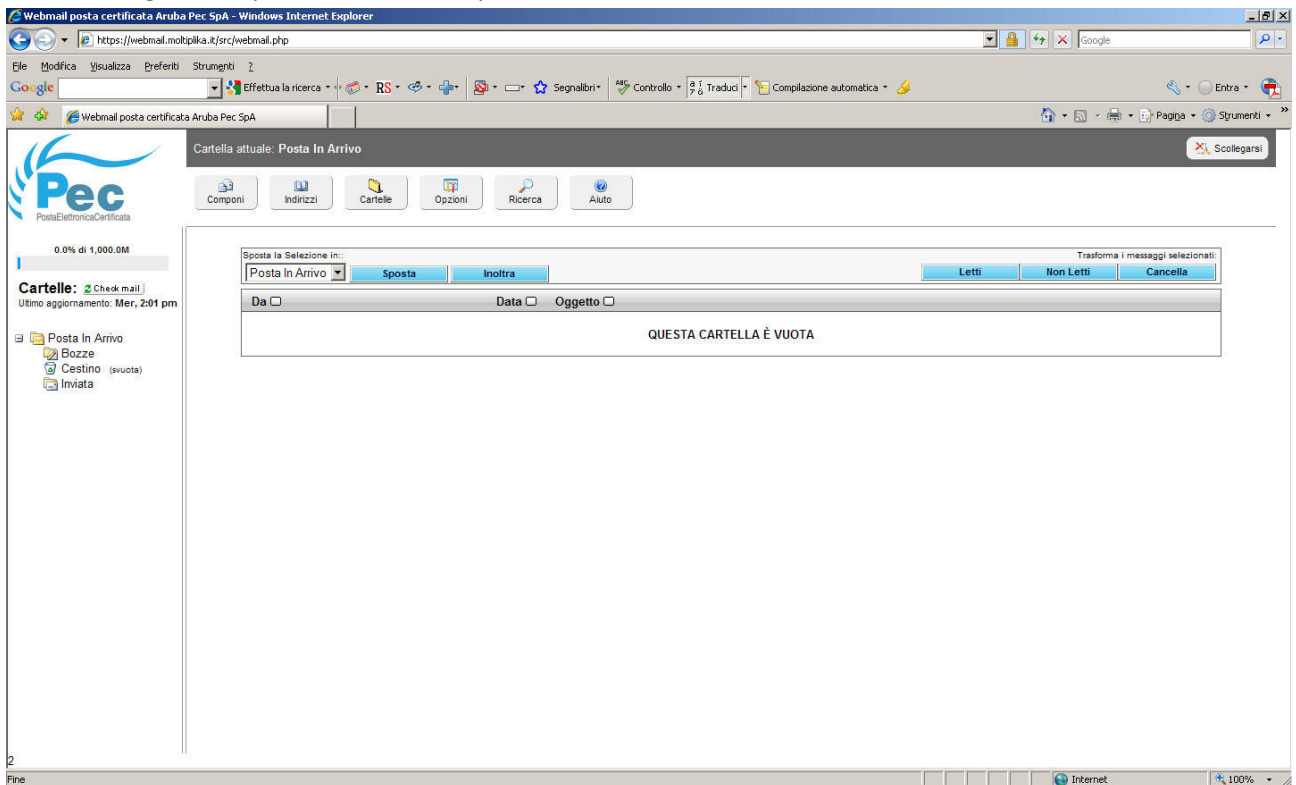 Webmail posta certificata Aruba Pec SpA - Windows Internet Explorer
https://webmail.moltiplika.it/src/webmail.php
Google
File Modifica Visualizza Preferiti Strumenti ?
Google Effettua la ricerca RS Segnalibri ABC Controllo Traduci Compilazione automatica Entra
Webmail posta certificata Aruba Pec SpA Pagina Strumenti »
Pec
PostaElettronicaCertificata
Cartella attuale: Posta In Arrivo Scollegarsi
Componi Indirizzi Cartelle Opzioni Ricerca Aiuto
0.0% di 1,000.0M
Cartelle: Check mail
Ultimo aggiornamento: Mer, 2:01 pm
Posta In Arrivo
Bozze
Cestino (svuota)
Inviata
Sposta la Selezione in:: Trasforma i messaggi selezionati:
Posta In Arrivo Sposta Inoltra Letti Non Letti Cancella
Da Data Oggetto
QUESTA CARTELLA È VUOTA
2
Fine Internet 100%